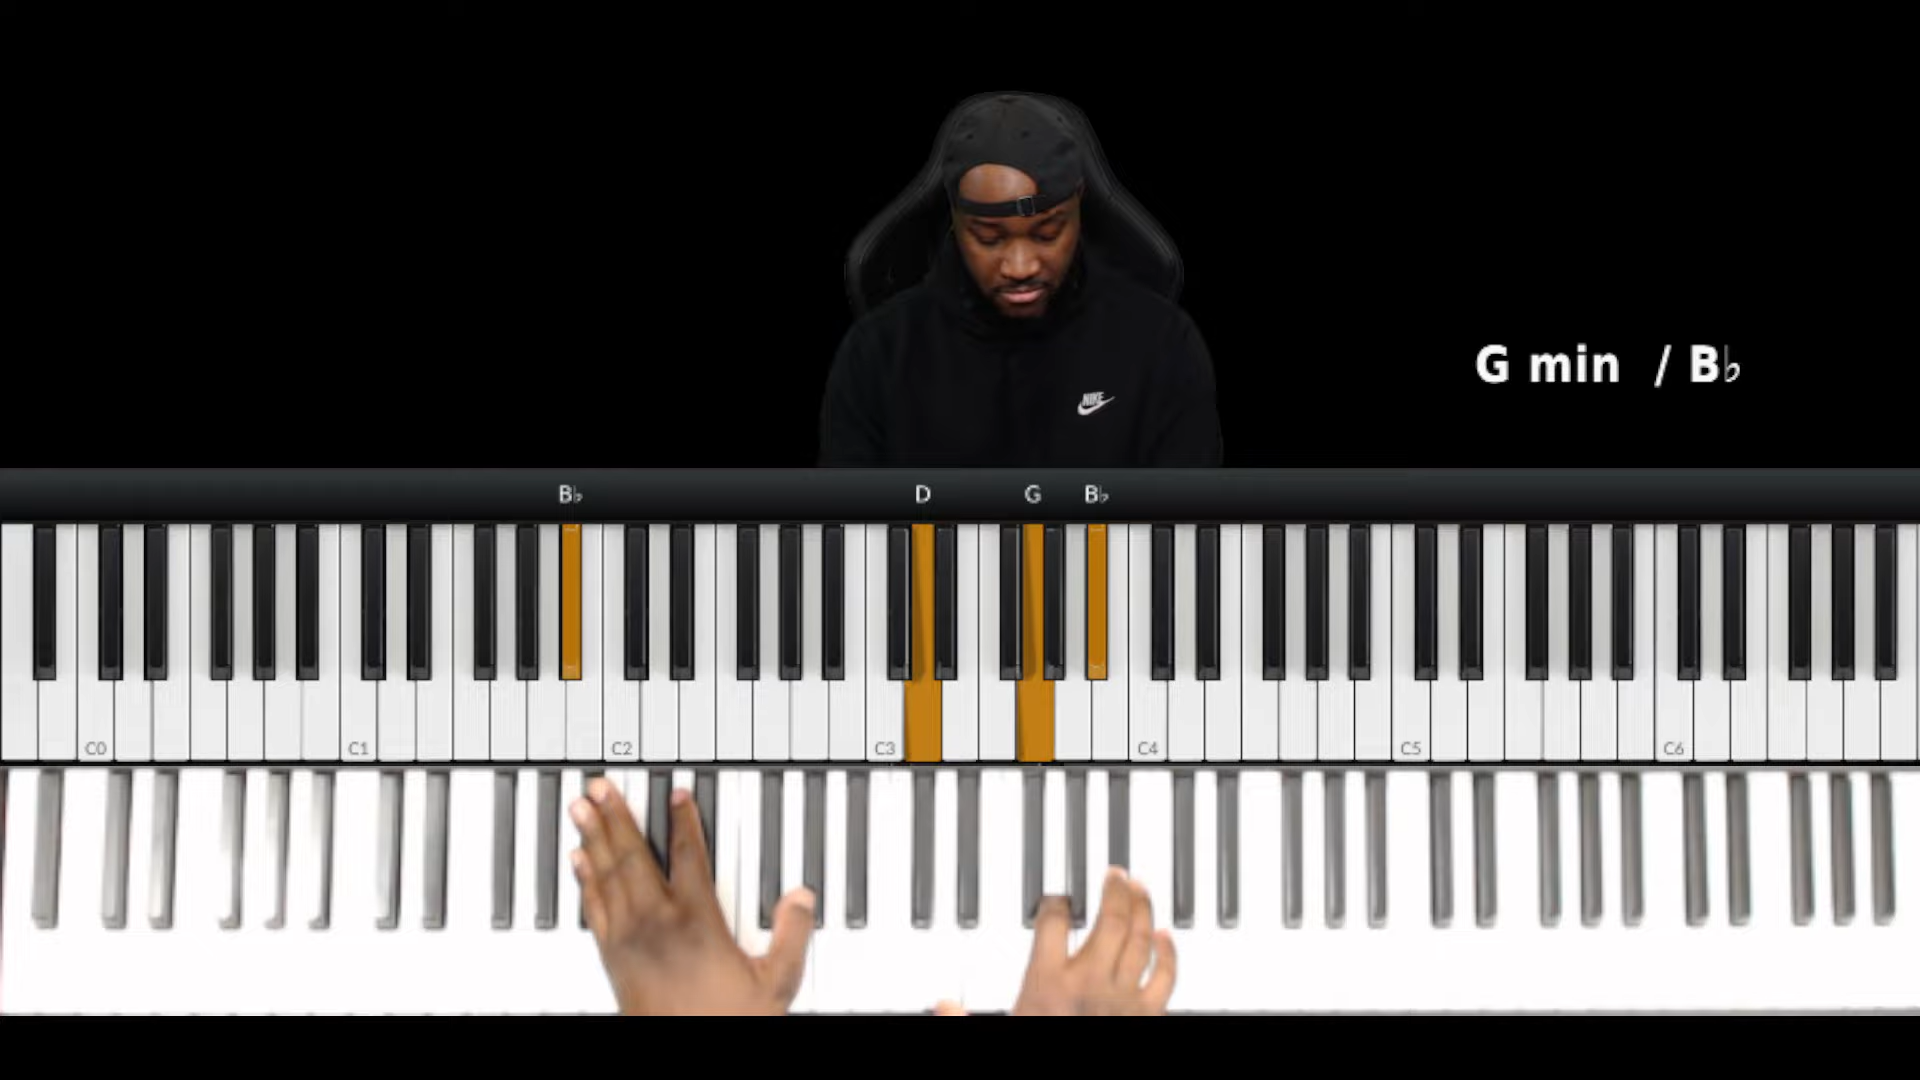 NIKE
G min / B♭
B♭ D G B♭
C0 C1 C2 C3 C4 C5 C6